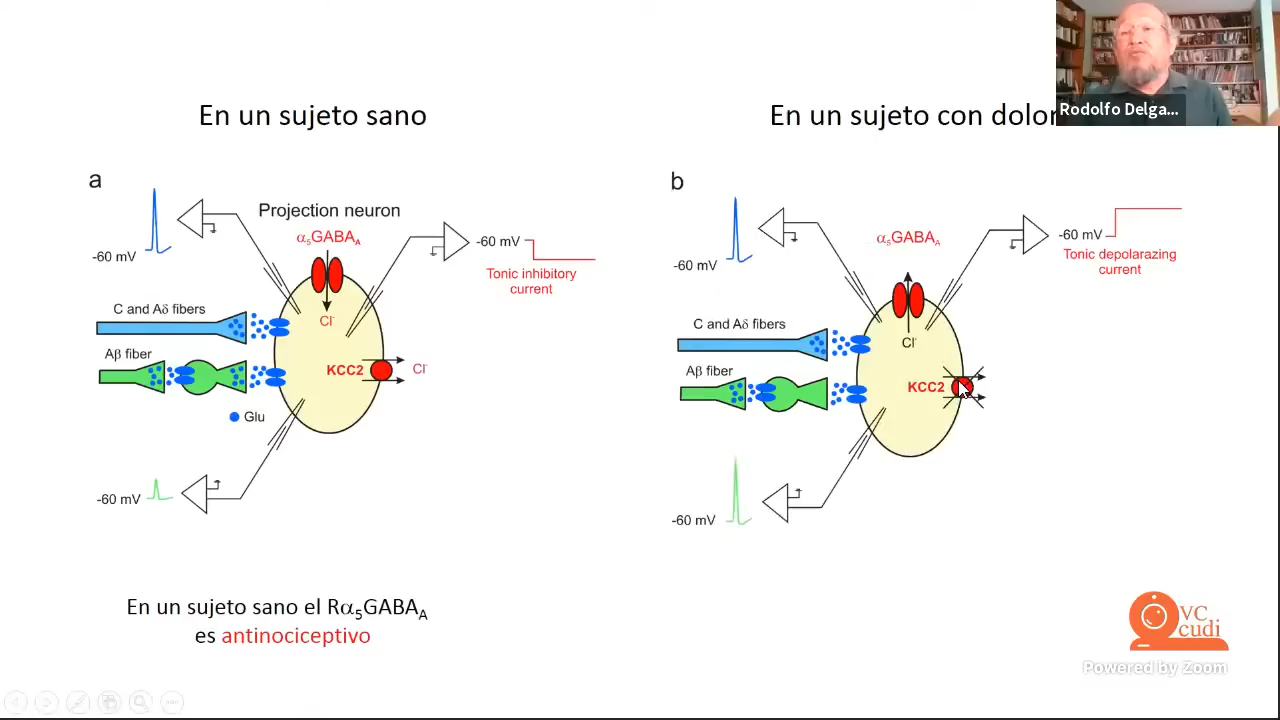 En un sujeto sano
a
Projection neuron
α5GABAA
-60 mV
-60 mV
Tonic inhibitory
current
C and Aδ fibers
Cl-
Aβ fiber
KCC2
Cl-
Glu
-60 mV
En un sujeto sano el Rα5GABAA
es antinociceptivo
En un sujeto con dolor
Rodolfo Delga...
b
α5GABAA
-60 mV
-60 mV
Tonic depolarazing
current
C and Aδ fibers
Cl-
Aβ fiber
KCC2
-60 mV
VC
cudi
Powered by Zoom